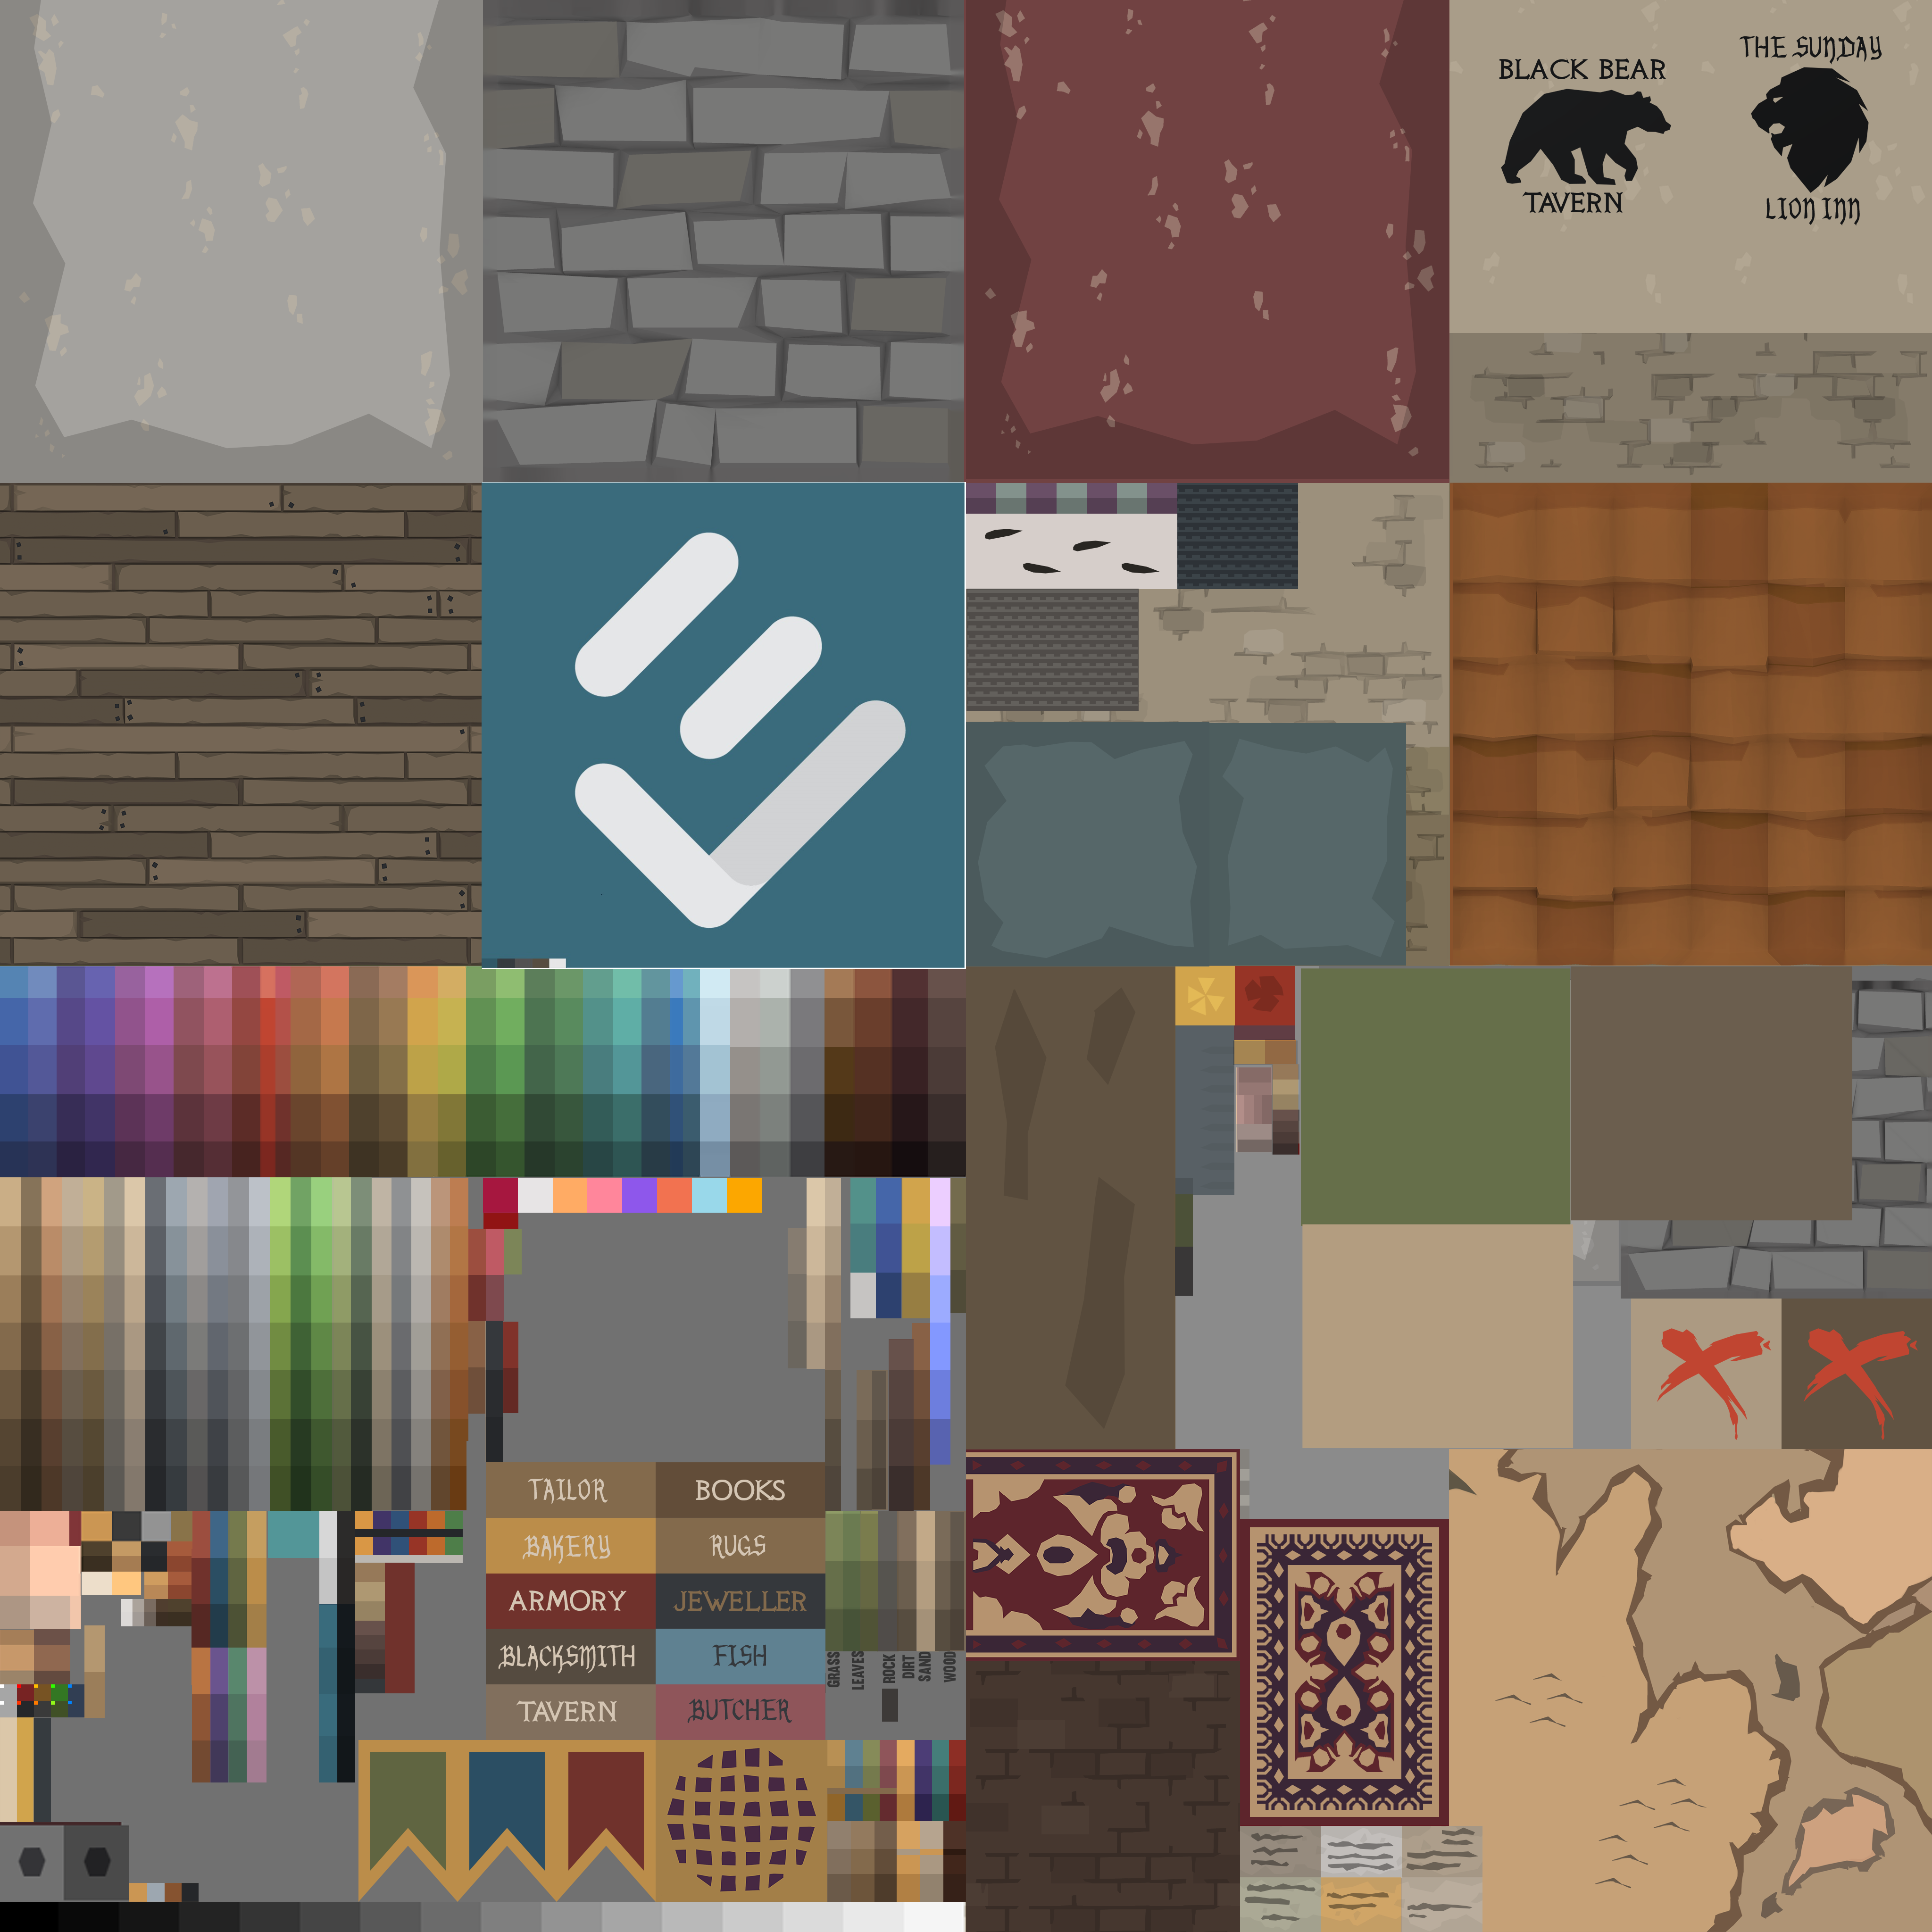 BLACK BEAR
TAVERN
THE SUNDAY
LION INN
TAILOR
BOOKS
BAKERY
RUGS
ARMORY
JEWELLER
BLACKSMITH
FISH
TAVERN
BUTCHER
GRASS
LEAVES
ROCK
DIRT
SAND
WOOD